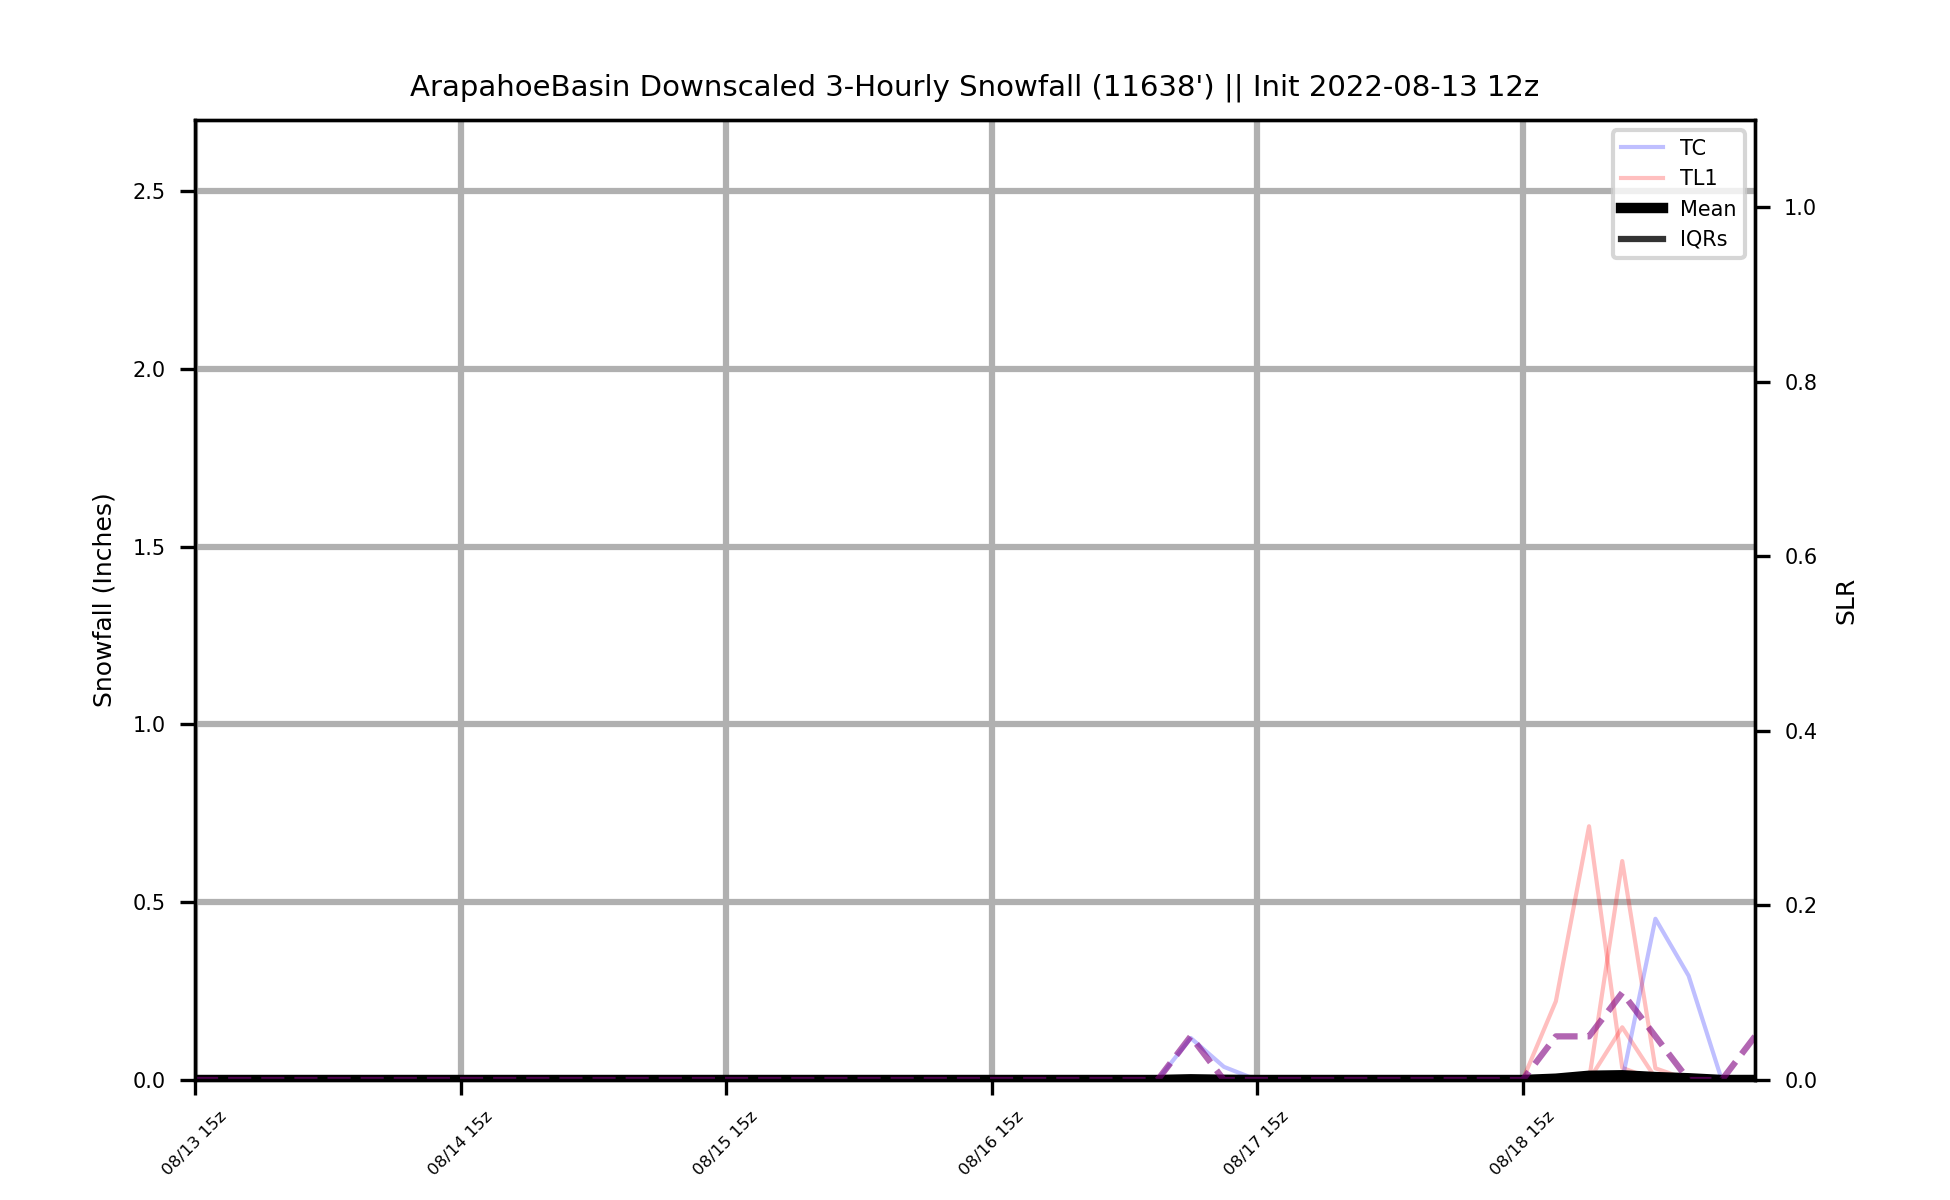 ArapahoeBasin Downscaled 3-Hourly Snowfall (11638') || Init 2022-08-13 12z
TC
TL1
Mean
IQRs
2.5
2.0
1.5
1.0
0.5
0.0
Snowfall (Inches)
1.0
0.8
0.6
0.4
0.2
0.0
SLR
08/13 15z
08/14 15z
08/15 15z
08/16 15z
08/17 15z
08/18 15z